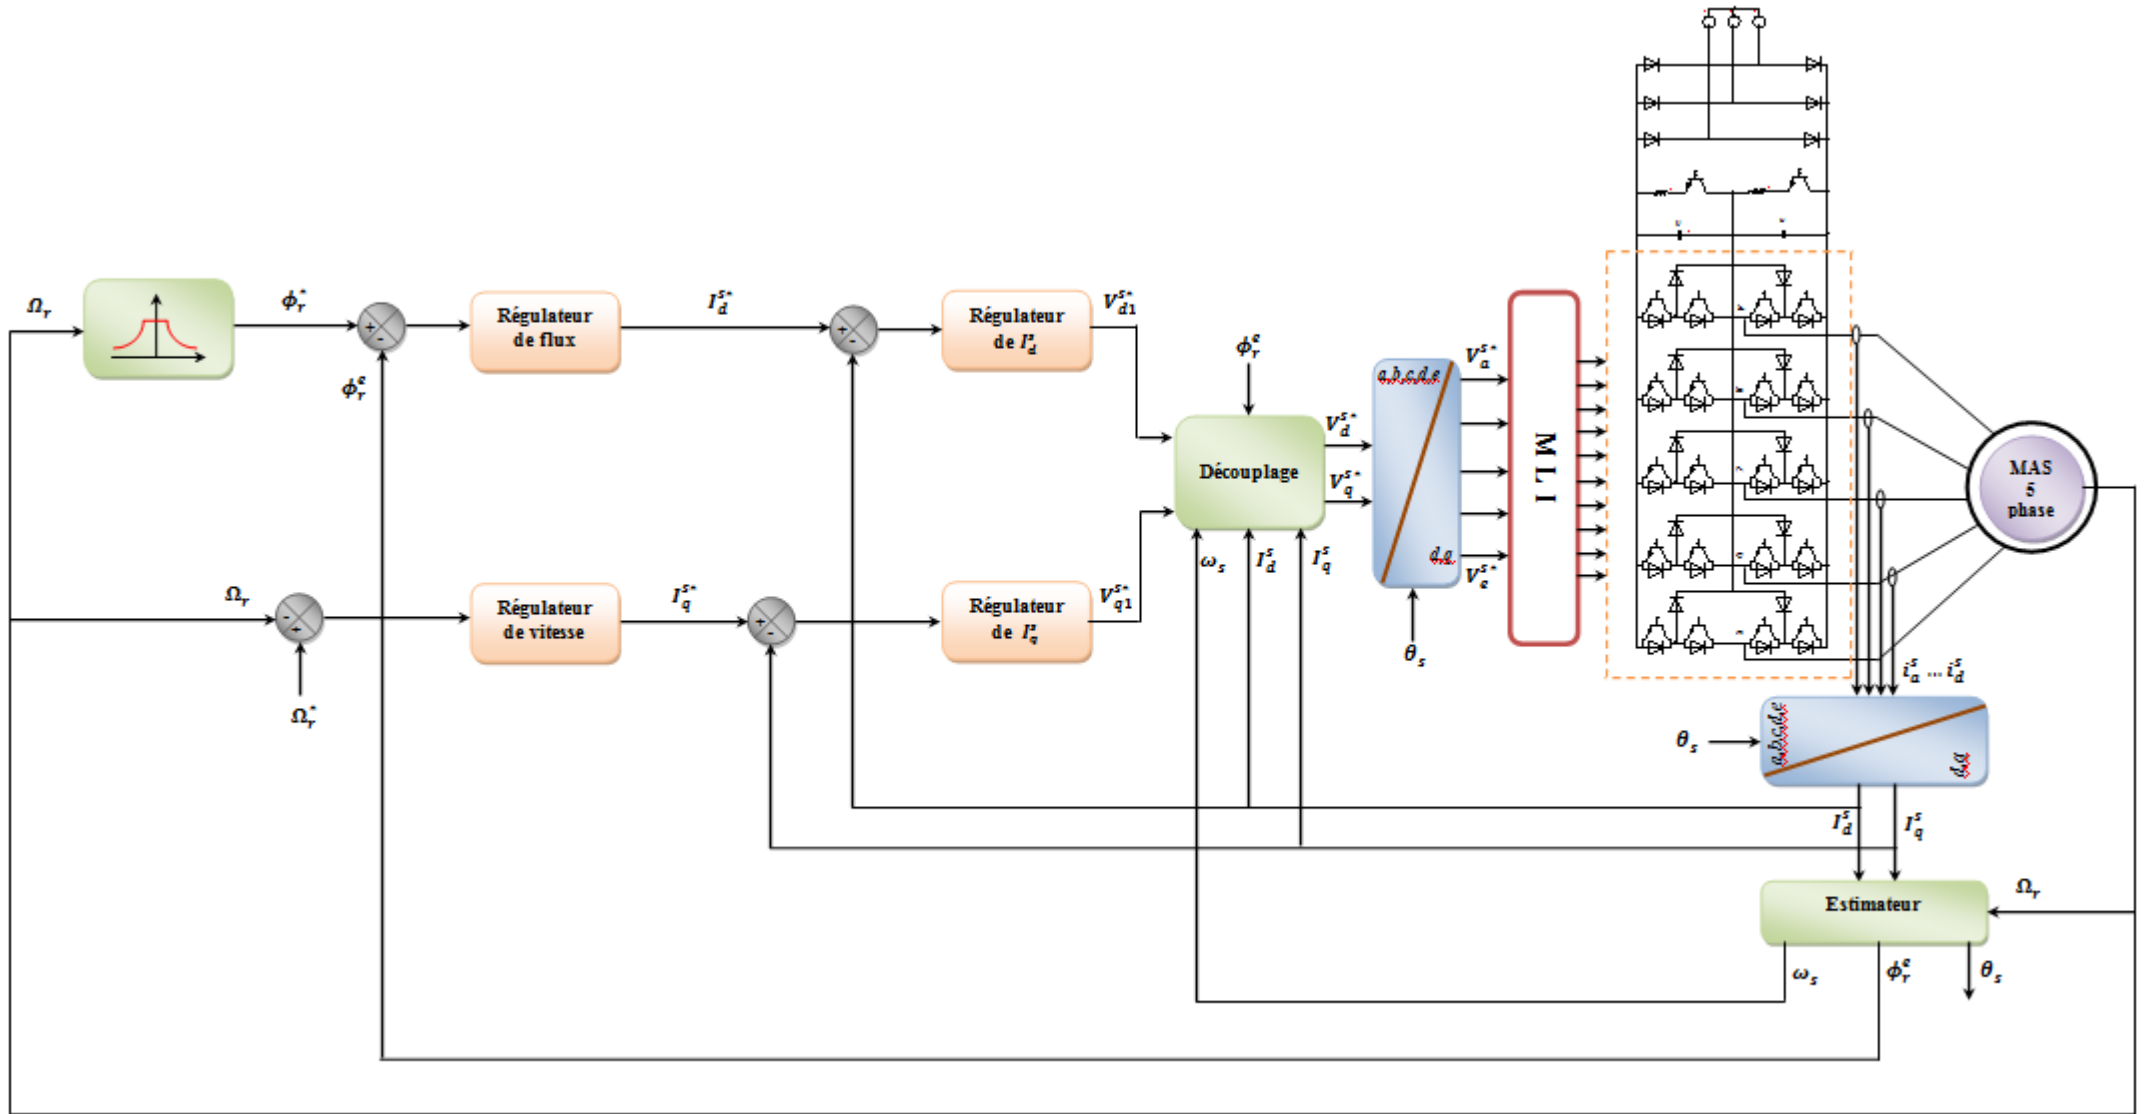 Ω_r
ϕ_r^*
+
-
ϕ_r^e
Régulateur
de flux
I_d^{s*}
+
-
Régulateur
de I_d^s
V_{d1}^{s*}
ϕ_r^e
Découplage
V_d^{s*}
V_q^{s*}
a,b,c,d,e
d,q
θ_s
V_a^{s*}
V_e^{s*}
MLI
MAS
5
phase
Ω_r
-
+
Ω_r^*
Régulateur
de vitesse
I_q^{s*}
+
-
Régulateur
de I_q^s
V_{q1}^{s*}
ω_s
I_d^s
I_q^s
i_a^s ... i_d^s
θ_s
a,b,c,d,e
d,q
I_d^s
I_q^s
Estimateur
Ω_r
ω_s
ϕ_r^e
θ_s